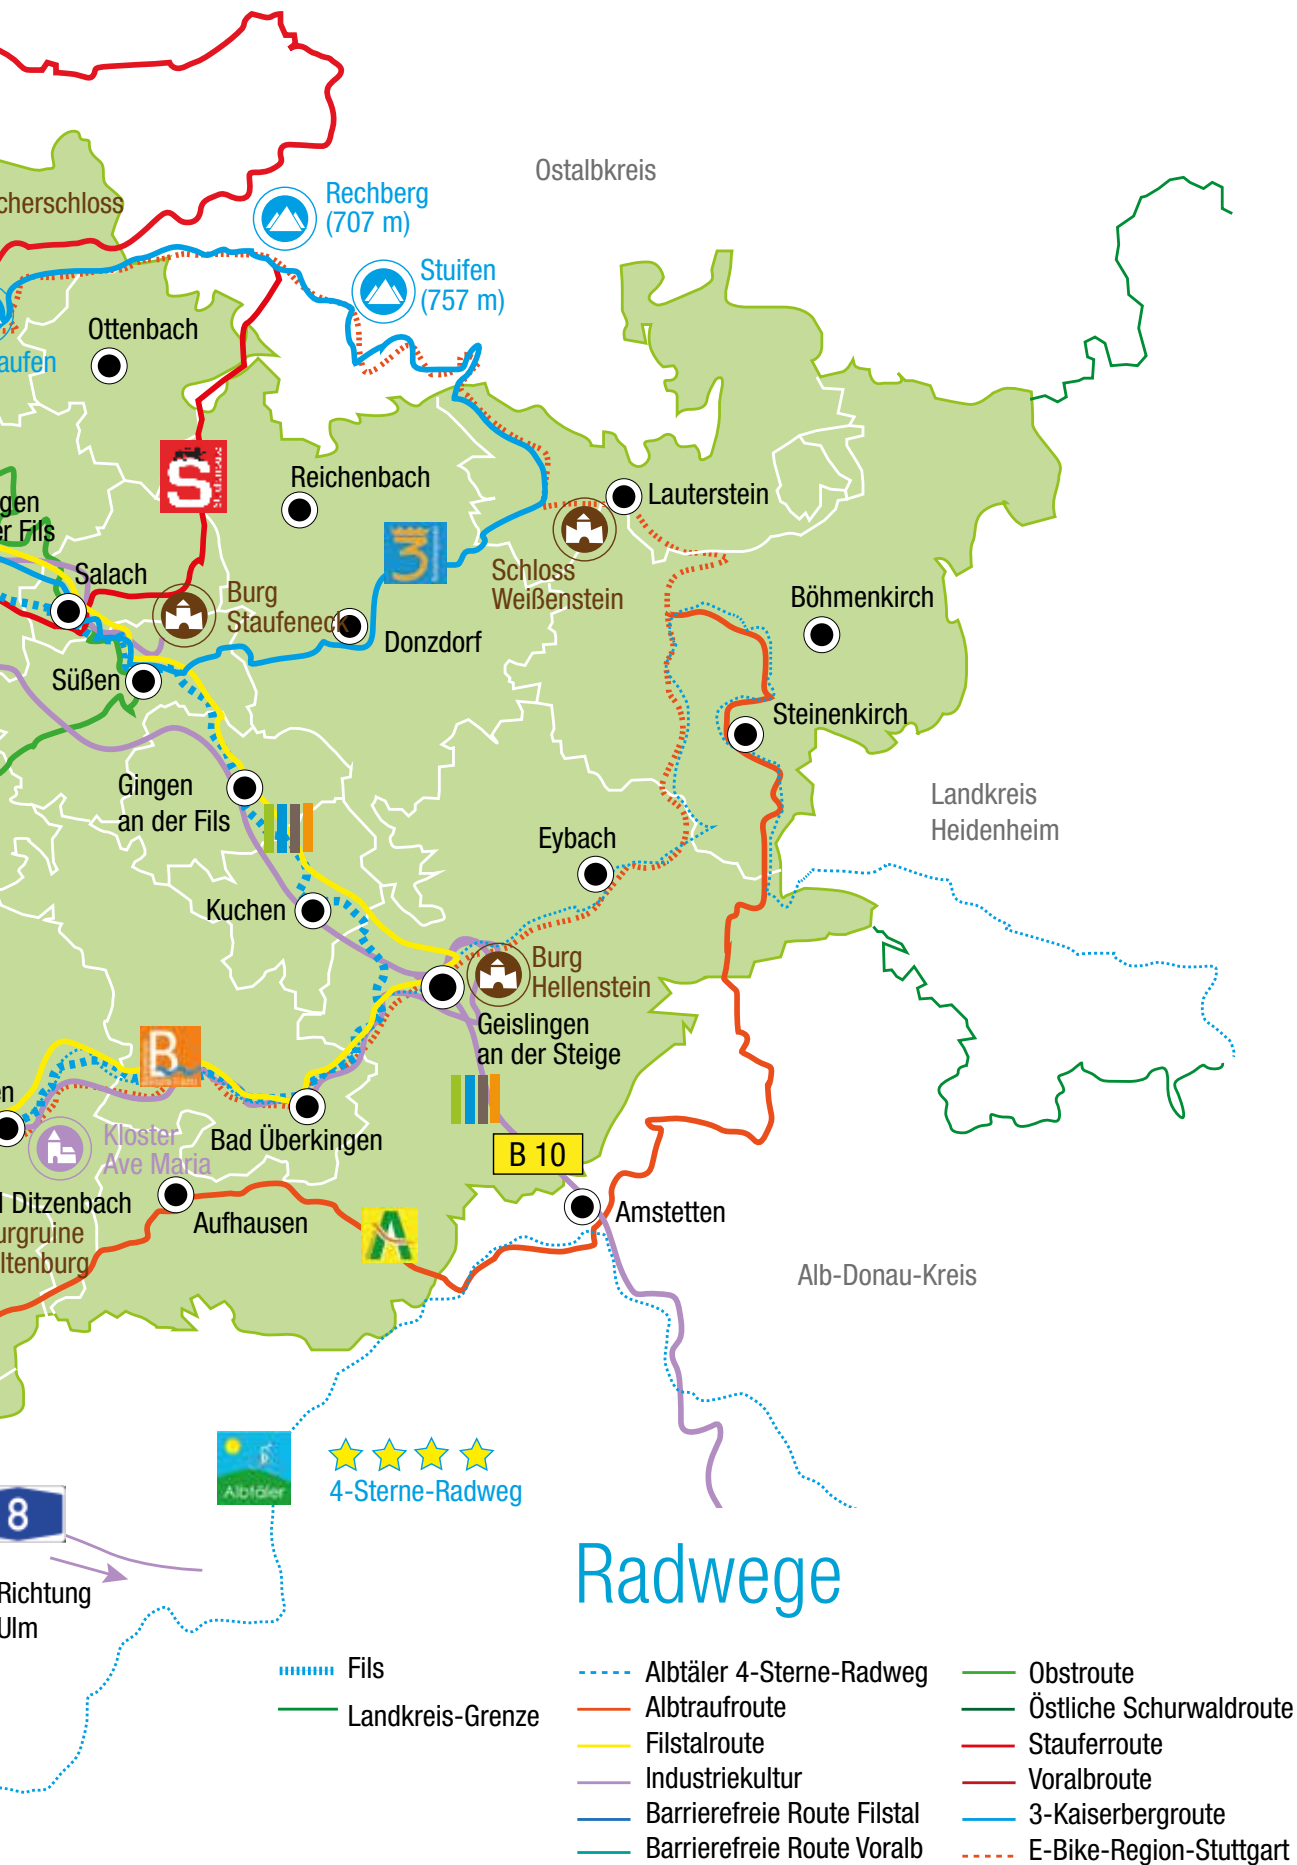 Ostalbkreis
Rechberg
(707 m)
cherschloss
Stuifen
(757 m)
Ottenbach
aufen
S
Reichenbach
Lauterstein
gen
er Fils
3
Salach
Schloss
Weißenstein
Burg
Staufeneck
Böhmenkirch
Donzdorf
Süßen
Steinenkirch
Gingen
an der Fils
Landkreis
Heidenheim
Eybach
Kuchen
Burg
Hellenstein
Geislingen
an der Steige
B
en
Kloster
Ave Maria
Bad Überkingen
B 10
d Ditzenbach
urgruine
ltenburg
Aufhausen
A
Amstetten
Alb-Donau-Kreis
Albtäler
4-Sterne-Radweg
8
Richtung
Ulm
Radwege
Fils
Landkreis-Grenze
Albtäler 4-Sterne-Radweg
Albtraufroute
Filstalroute
Industriekultur
Barrierefreie Route Filstal
Barrierefreie Route Voralb
Obstroute
Östliche Schurwaldroute
Stauferroute
Voralbroute
3-Kaiserbergroute
E-Bike-Region-Stuttgart